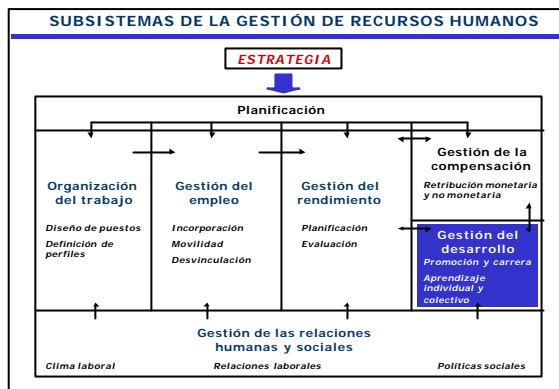 SUBSISTEMAS DE LA GESTIÓN DE RECURSOS HUMANOS
ESTRATEGIA
Planificación
Organización
del trabajo
Diseño de puestos
Definición de
perfiles
Gestión del
empleo
Incorporación
Movilidad
Desvinculación
Gestión del
rendimiento
Planificación
Evaluación
Gestión de la
compensación
Retribución monetaria
y no monetaria
Gestión del
desarrollo
Promoción y carrera
Aprendizaje
individual y
colectivo
Gestión de las relaciones
humanas y sociales
Clima laboral
Relaciones laborales
Políticas sociales